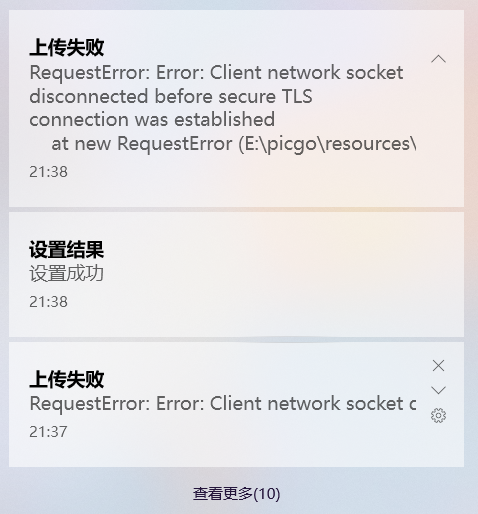 上传失败
RequestError: Error: Client network socket
disconnected before secure TLS
connection was established
at new RequestError (E:\picgo\resources\
21:38
设置结果
设置成功
21:38
上传失败
RequestError: Error: Client network socket
21:37
查看更多(10)